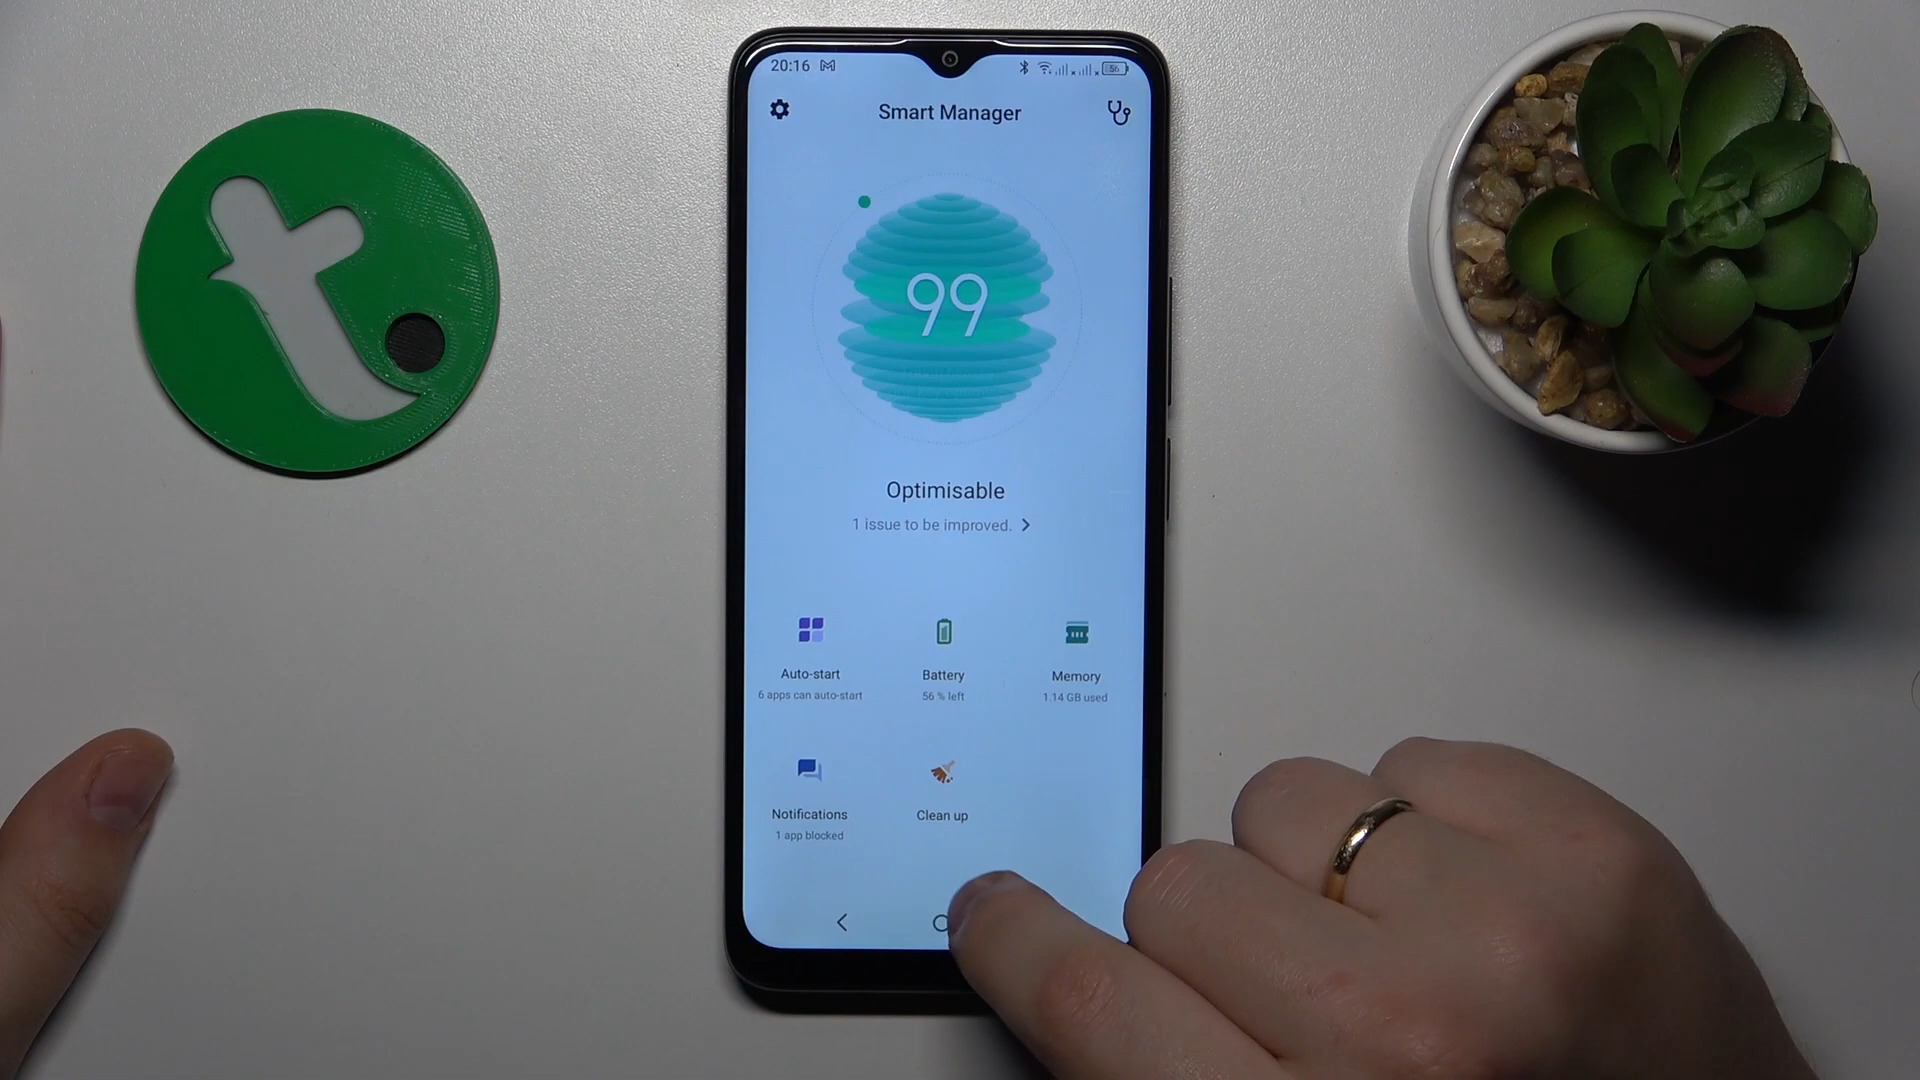 20:16
56
Smart Manager
99
Optimisable
1 issue to be improved.
Auto-start
6 apps can auto-start
Battery
56 % left
Memory
1.14 GB used
Notifications
1 app blocked
Clean up
t.